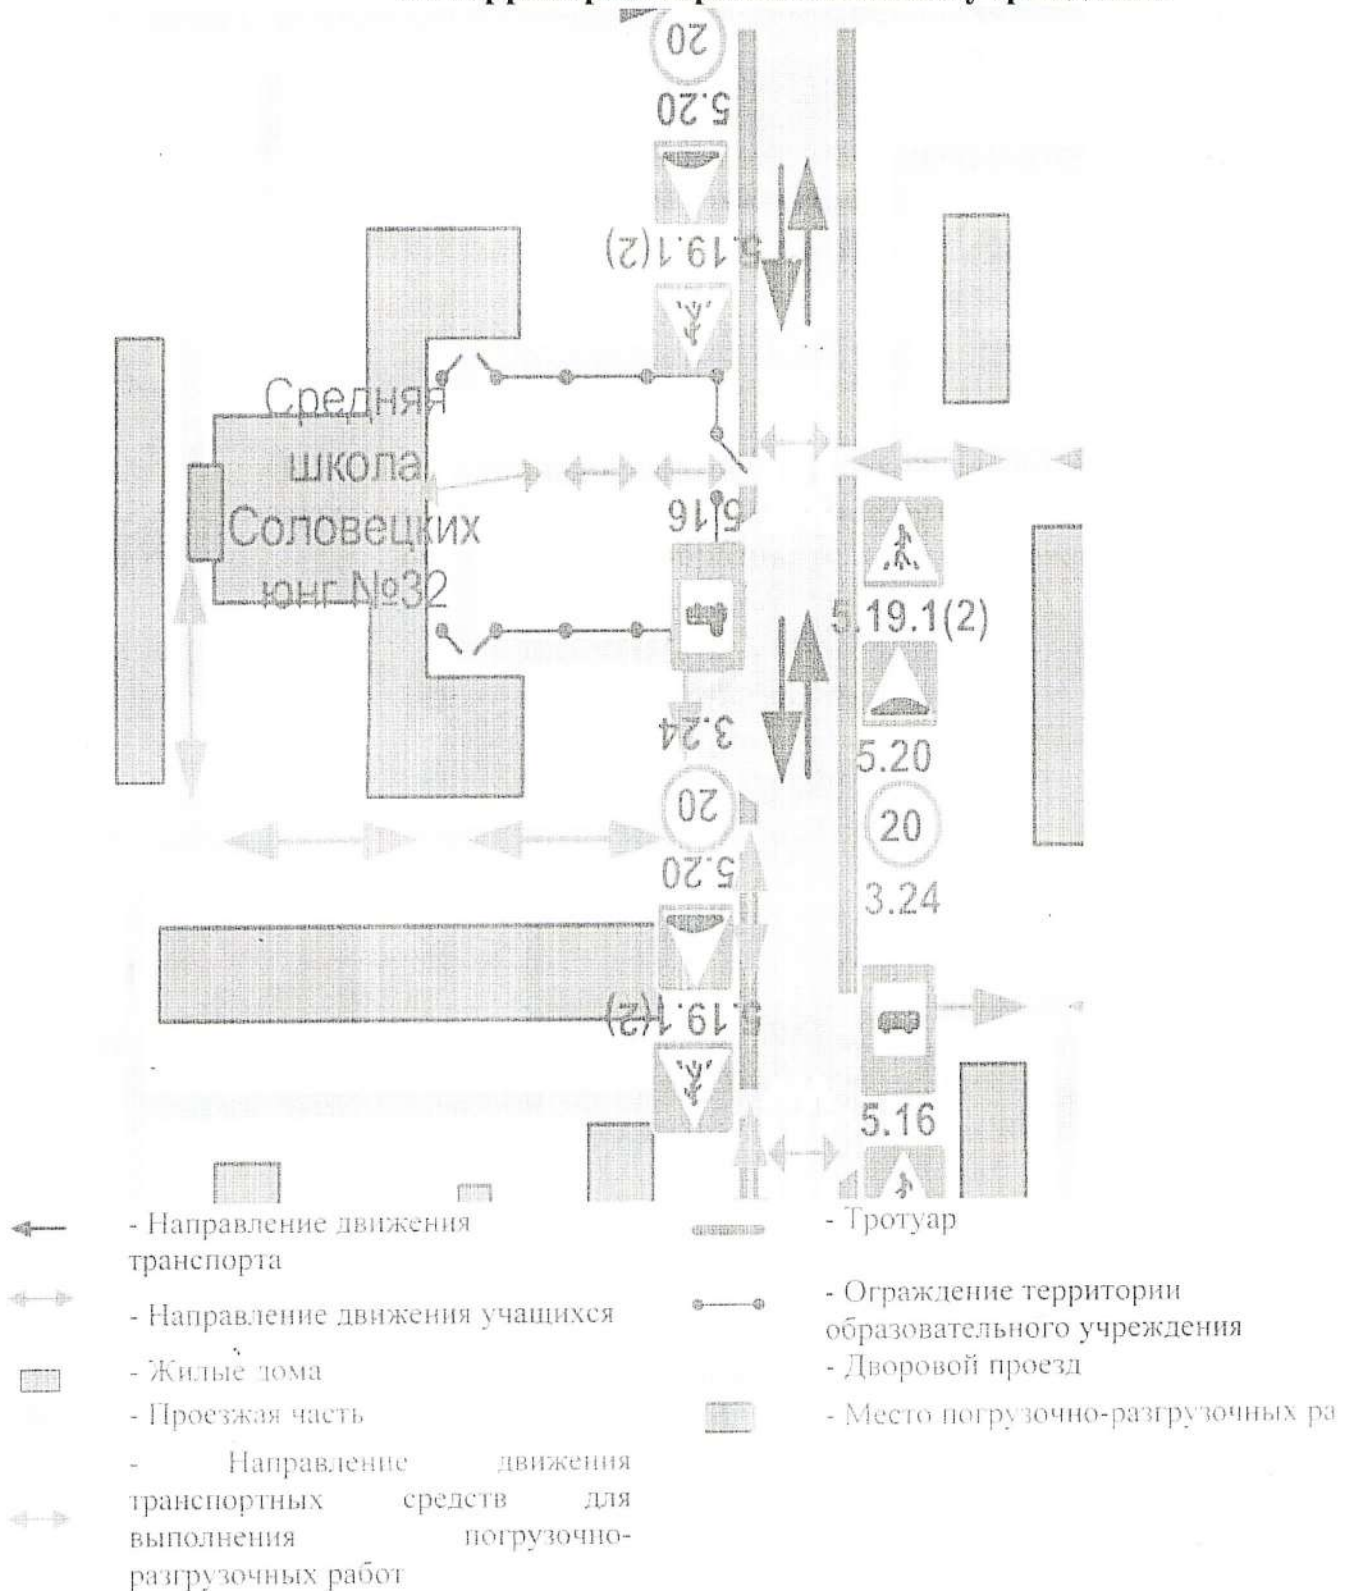 20
5.20
5.19.1(2)
Средняя
школа
Соловецких
юнг №32
5.16
5.19.1(2)
3.24
5.20
20
20
3.24
5.20
5.19.1(2)
5.16
- Направление движения
транспорта
- Направление движения учащихся
- Жилые дома
- Проезжая часть
- Направление движения
транспортных средств для
выполнения погрузочно-
разгрузочных работ
- Тротуар
- Ограждение территории
образовательного учреждения
- Дворовой проезд
- Место погрузочно-разгрузочных ра